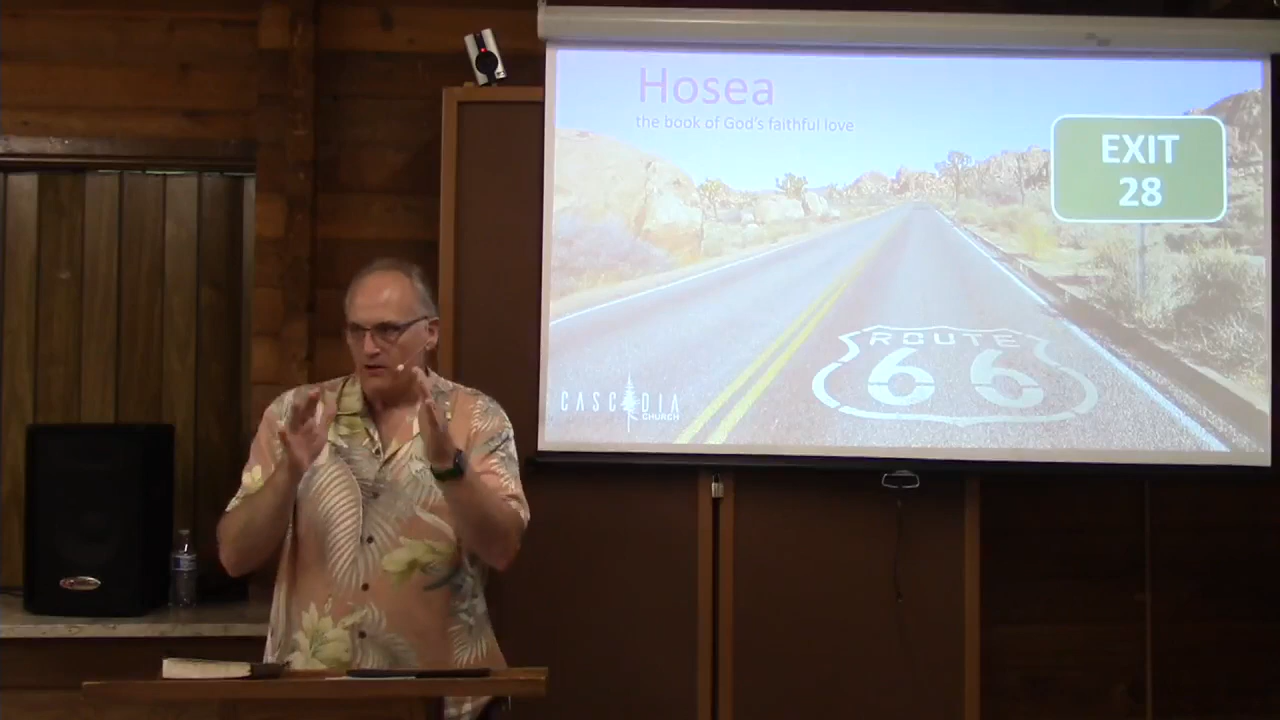 Hosea
the book of God's faithful love
EXIT
28
ROUTE
66
CASCADIA
CHURCH